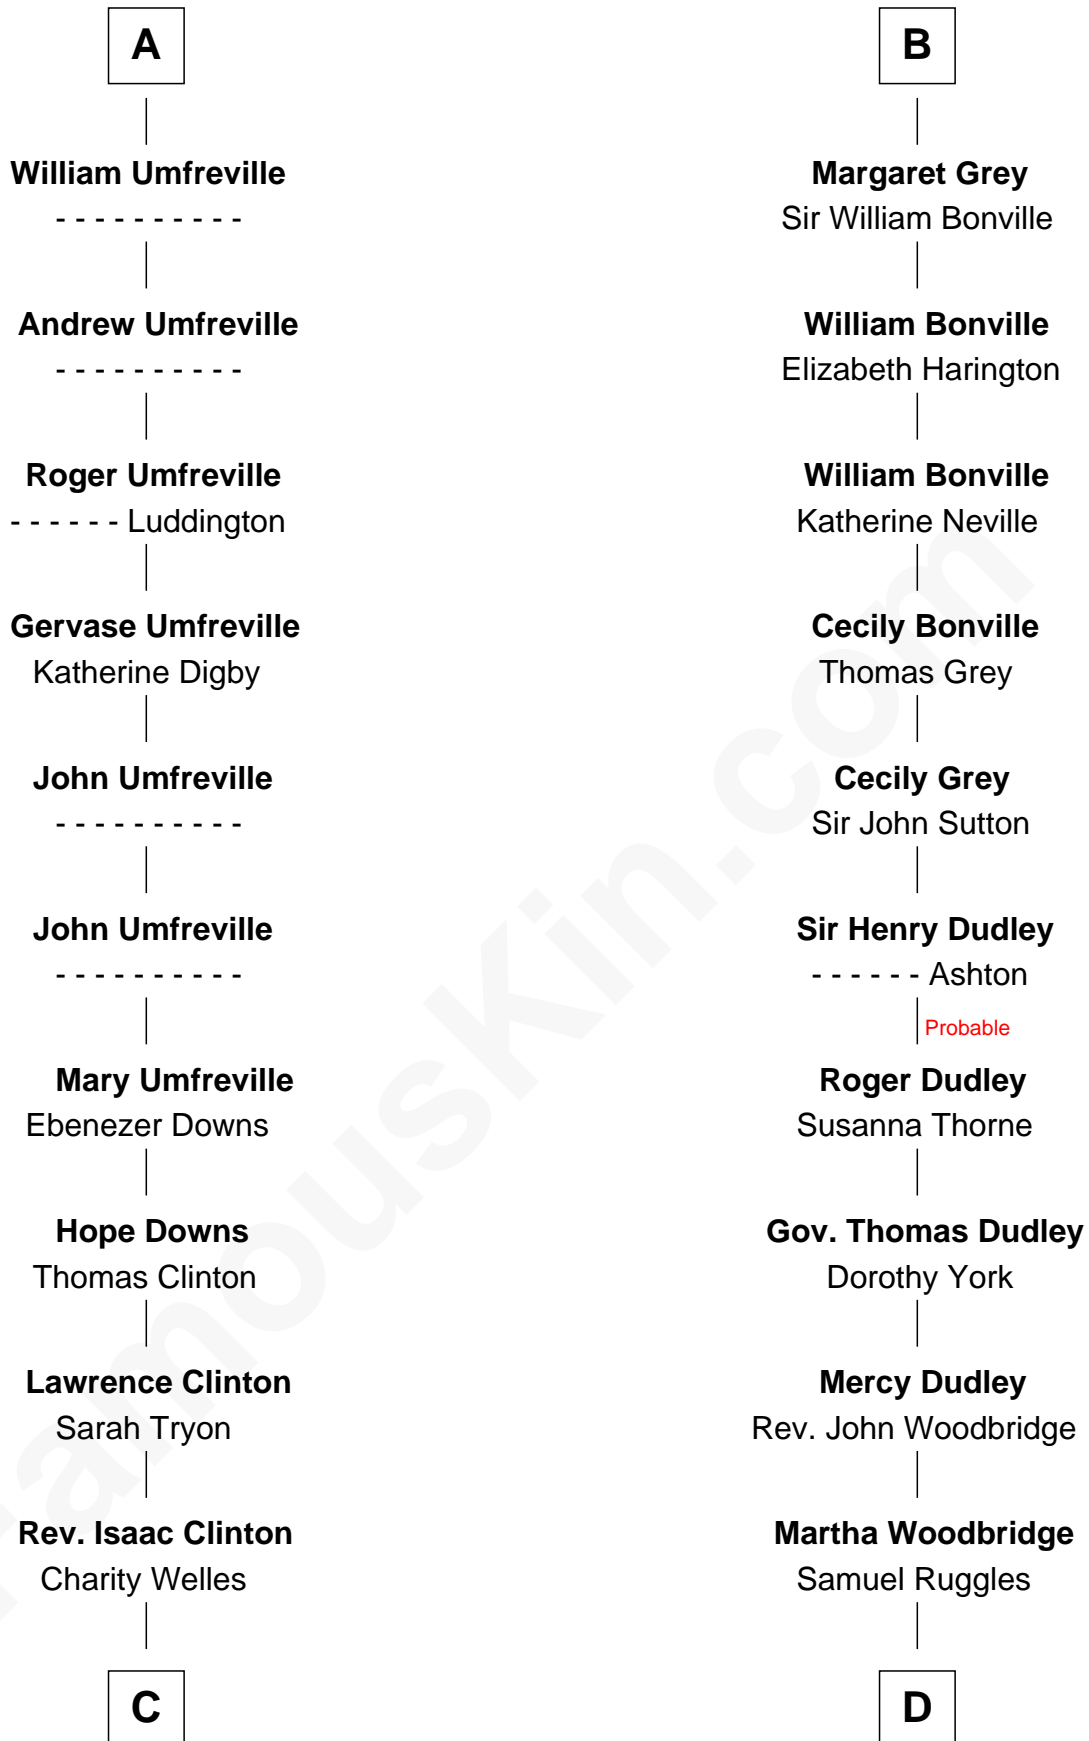 A
William Umfreville
- - - - - - - - - -
Andrew Umfreville
- - - - - - - - - -
Roger Umfreville
- - - - - - Luddington
Gervase Umfreville
Katherine Digby
John Umfreville
- - - - - - - - - -
John Umfreville
- - - - - - - - - -
Mary Umfreville
Ebenezer Downs
Hope Downs
Thomas Clinton
Lawrence Clinton
Sarah Tryon
Rev. Isaac Clinton
Charity Welles
C
B
Margaret Grey
Sir William Bonville
William Bonville
Elizabeth Harington
William Bonville
Katherine Neville
Cecily Bonville
Thomas Grey
Cecily Grey
Sir John Sutton
Sir Henry Dudley
- - - - - - Ashton
Probable
Roger Dudley
Susanna Thorne
Gov. Thomas Dudley
Dorothy York
Mercy Dudley
Rev. John Woodbridge
Martha Woodbridge
Samuel Ruggles
D
FamousKin.com